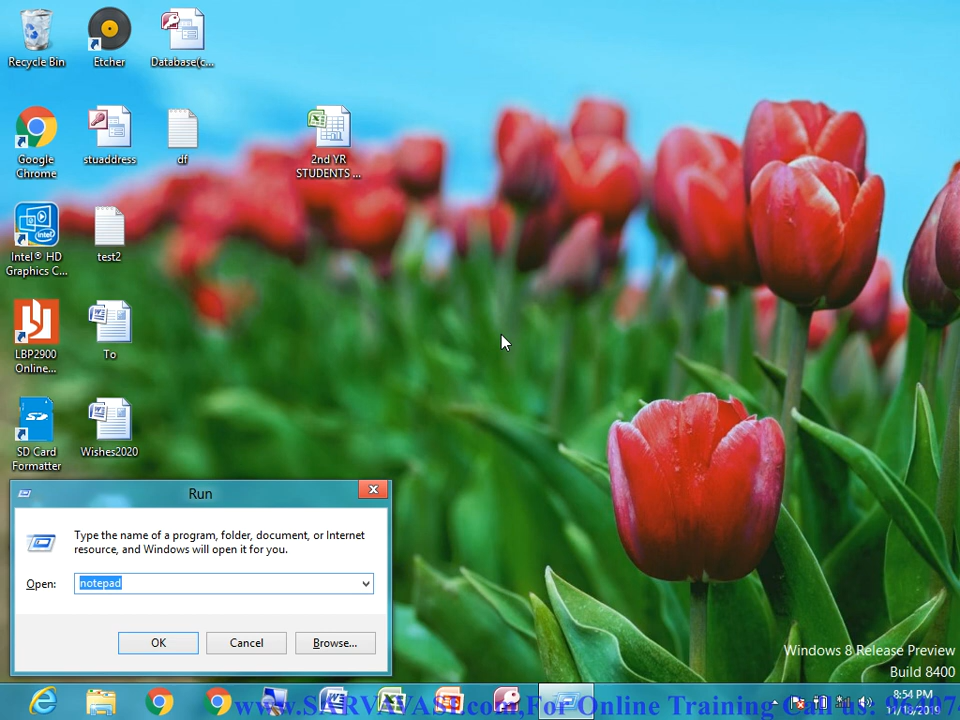 Recycle Bin
Etcher
Database(c...
Google
Chrome
stuaddress
df
2nd YR
STUDENTS ...
Intel® HD
Graphics C...
test2
LBP2900
Online...
To
SD Card
Formatter
Wishes2020
Run
Type the name of a program, folder, document, or Internet
resource, and Windows will open it for you.
Open:
notepad
OK
Cancel
Browse...
Windows 8 Release Preview
Build 8400
8:54 PM
For Online Training Call us: